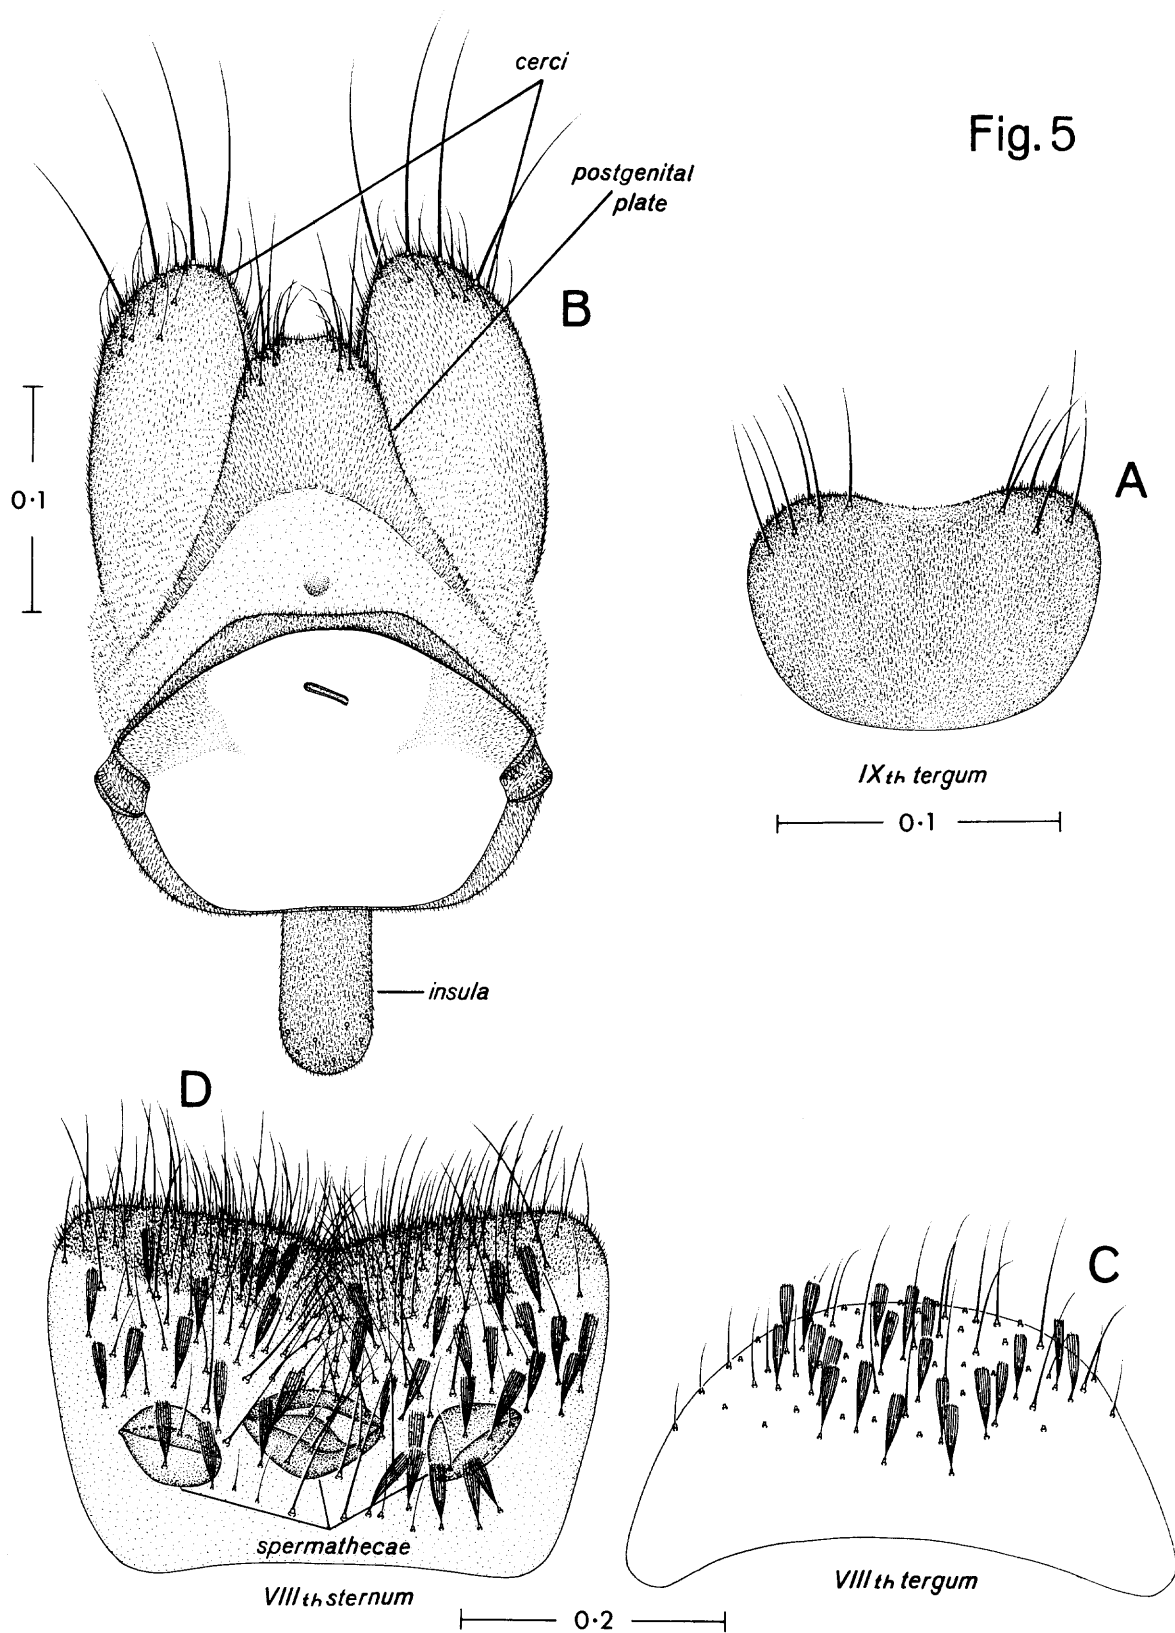 cerci
Fig. 5
postgenital
plate
B
A
0·1
IXth tergum
0·1
insula
D
C
spermathecae
VIIIth sternum
VIIIth tergum
0·2